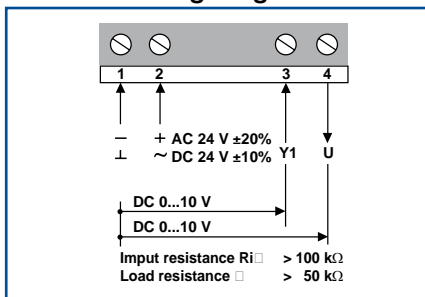 1 2 3 4
− + AC 24 V ±20%
⊥ ~ DC 24 V ±10% Y1 U
DC 0...10 V
DC 0...10 V
Imput resistance Ri□ > 100 kΩ
Load resistance □ > 50 kΩ